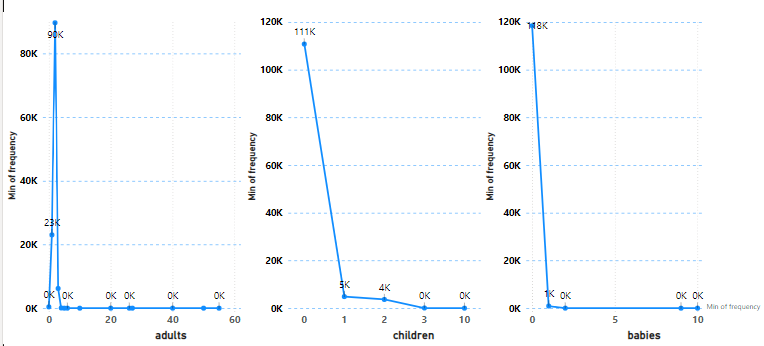 120K
120K
90K
111K
118K
80K
100K
100K
80K
80K
60K
60K
60K
Min of frequency
Min of frequency
Min of frequency
40K
40K
40K
23K
20K
20K
20K
0K
0K
0K
0K
0K
0K
5K
4K
0K
0K
1K
0K
0K
0K
0K
0K
0K
Min of frequency
0 20 40 60
0 1 2 3 10
0 5 10
adults
children
babies